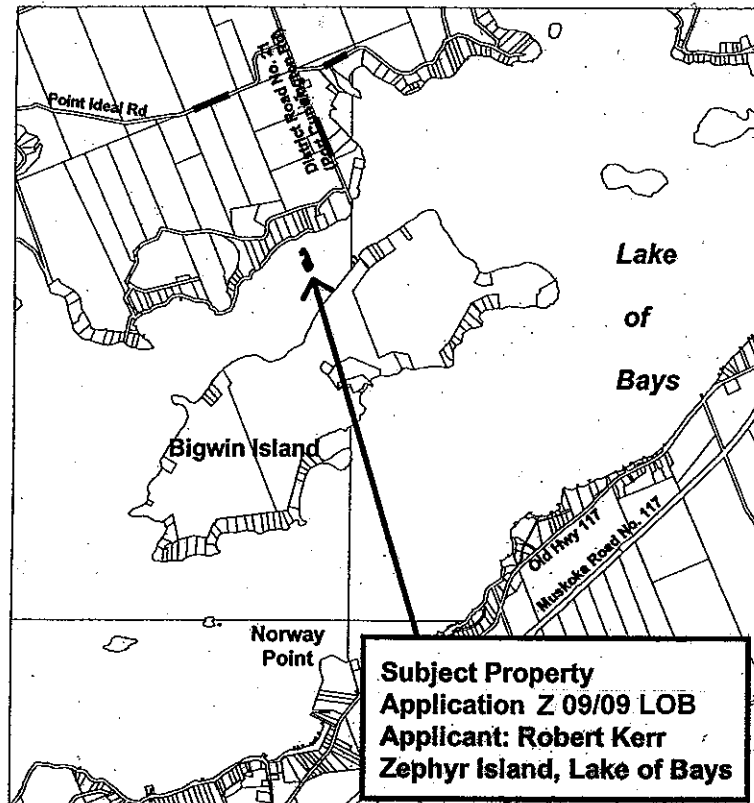 Point Ideal Rd
District Road No. 21
Lake
of
Bays
Bigwin Island
Old Hwy 117
Muskoka Road No. 117
Norway
Point
Subject Property
Application Z 09/09 LOB
Applicant: Robert Kerr
Zephyr Island, Lake of Bays